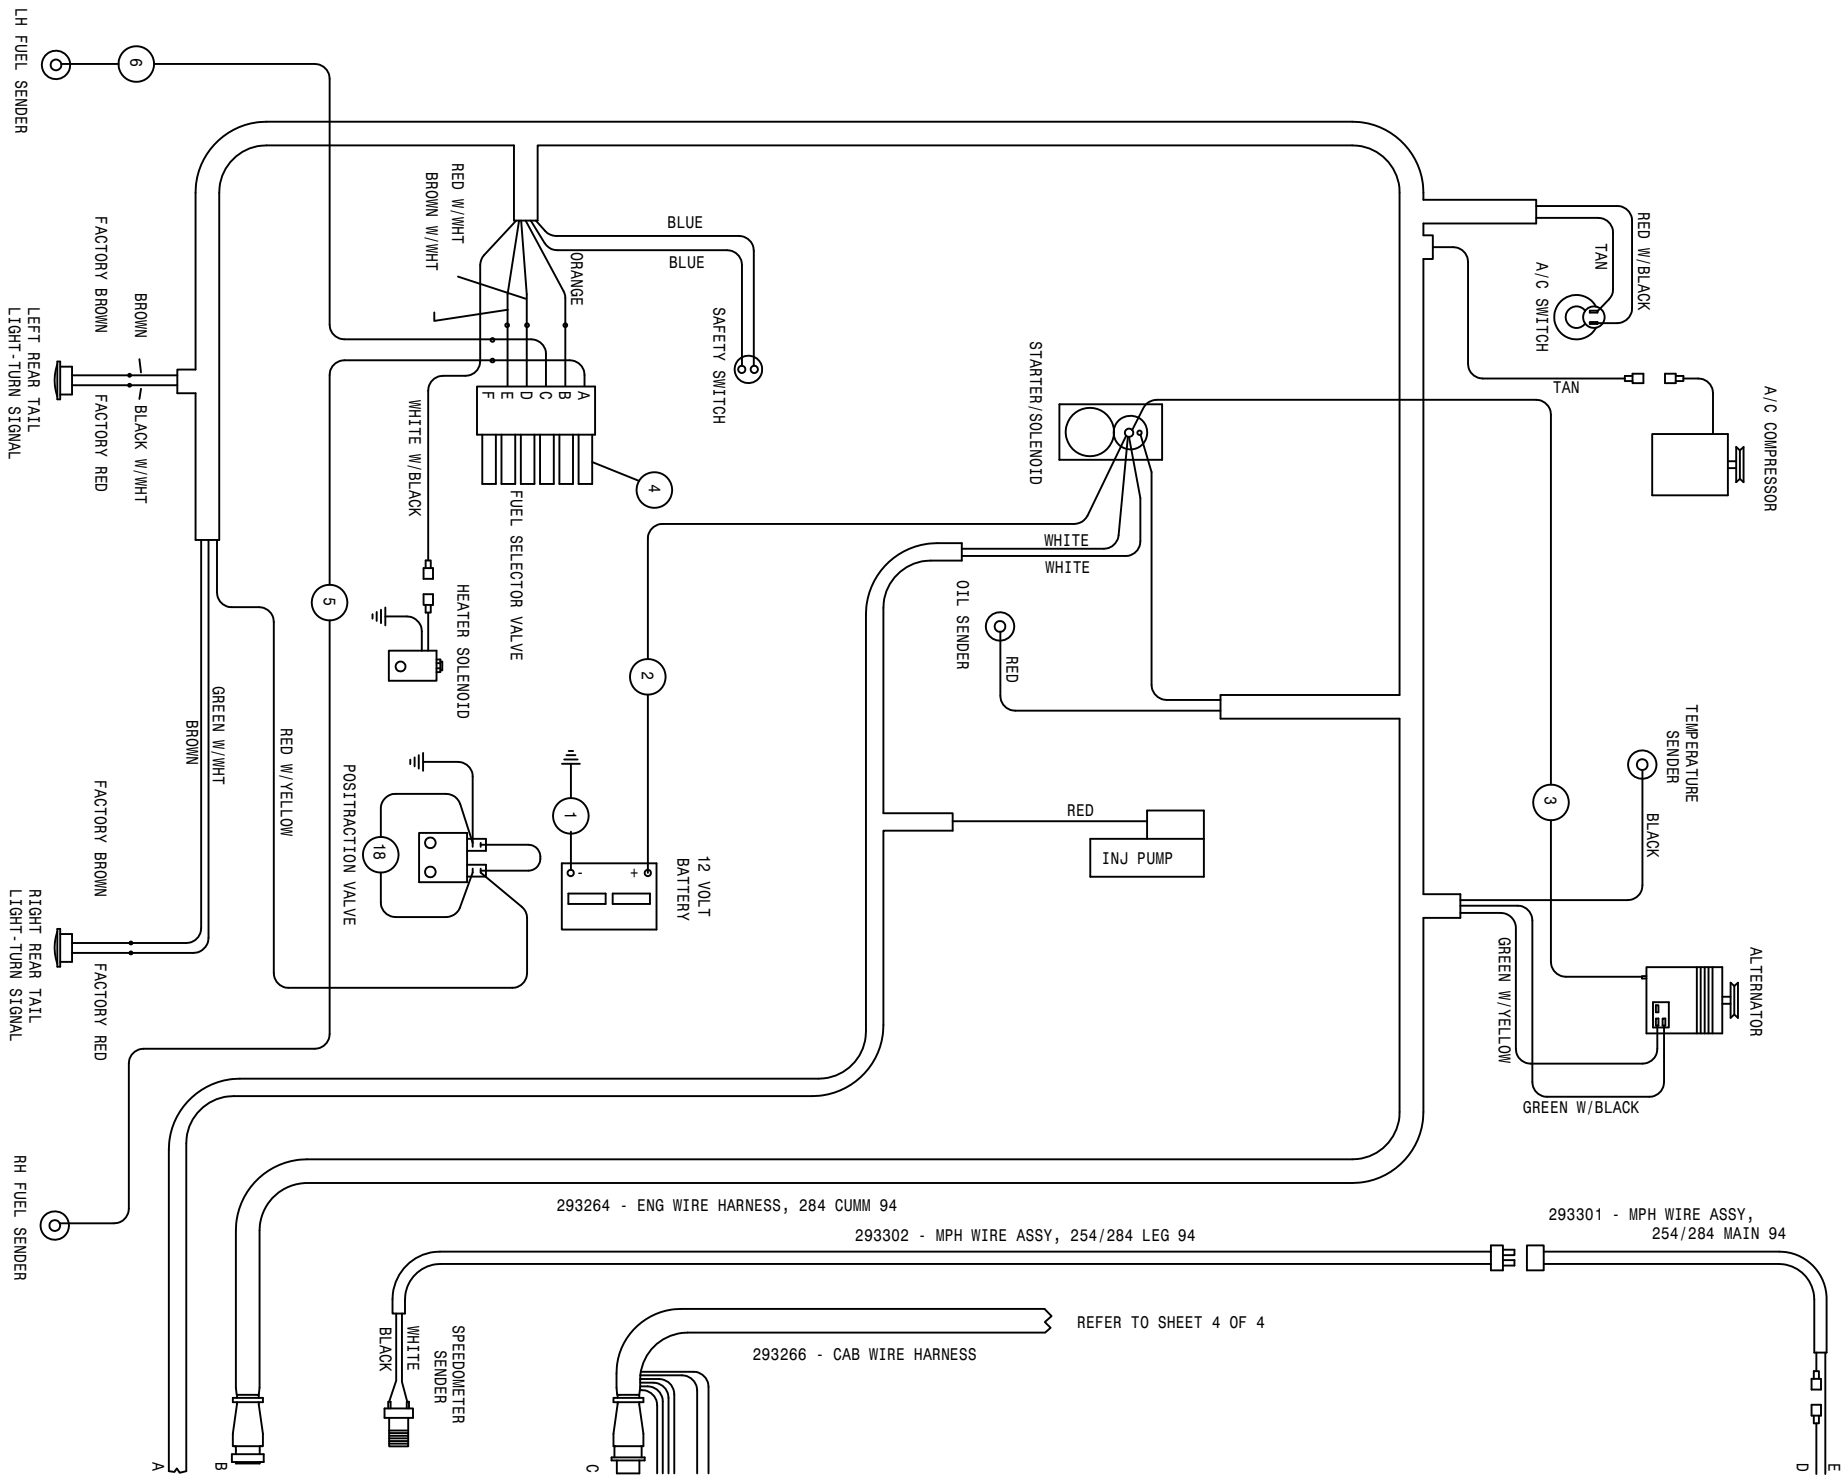 LH FUEL SENDER
6
RED W/WHT
BROWN W/WHT
BLUE
BLUE
ORANGE
SAFETY SWITCH
RED W/BLACK
TAN
A/C SWITCH
TAN
A/C COMPRESSOR
FACTORY BROWN
BROWN
LEFT REAR TAIL
LIGHT-TURN SIGNAL
FACTORY RED
BLACK W/WHT
F
E
D
C
B
A
WHITE W/BLACK
4
FUEL SELECTOR VALVE
STARTER/SOLENOID
WHITE
WHITE
5
HEATER SOLENOID
2
OIL SENDER
RED
GREEN W/WHT
BROWN
RED W/YELLOW
POSITRACTION VALVE
18
1
-
+
12 VOLT
BATTERY
RED
INJ PUMP
3
TEMPERATURE
SENDER
BLACK
GREEN W/YELLOW
GREEN W/BLACK
ALTERNATOR
FACTORY BROWN
RIGHT REAR TAIL
LIGHT-TURN SIGNAL
FACTORY RED
RH FUEL SENDER
293264 - ENG WIRE HARNESS, 284 CUMM 94
293302 - MPH WIRE ASSY, 254/284 LEG 94
293301 - MPH WIRE ASSY,
254/284 MAIN 94
SPEEDOMETER
SENDER
WHITE
BLACK
REFER TO SHEET 4 OF 4
293266 - CAB WIRE HARNESS
A
B
C
D
E